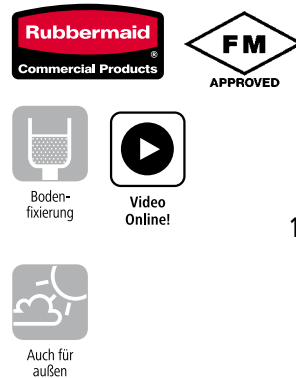 Rubbermaid
®
Commercial Products
FM
APPROVED
Boden-
fixierung
Video
Online!
1
Auch für
außen